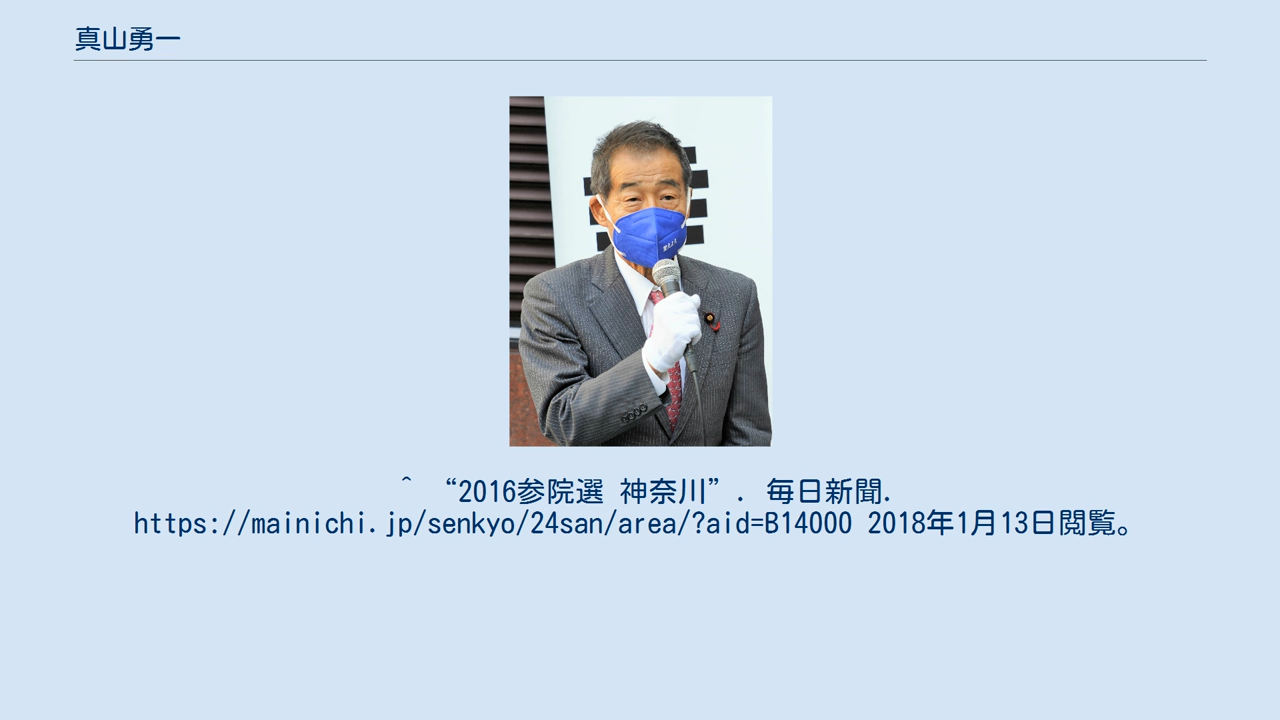 真山勇一
^ “2016参院選 神奈川”. 毎日新聞.
https://mainichi.jp/senkyo/24san/area/?aid=B14000 2018年1月13日閲覧。